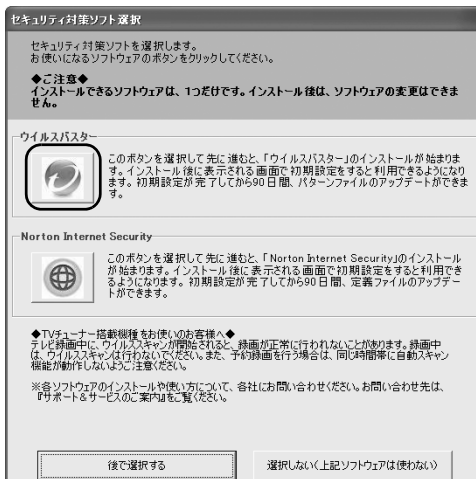 セキュリティ対策ソフト選択
セキュリティ対策ソフトを選択します。
お使いになるソフトウェアのボタンをクリックしてください。
◆ご注意◆
インストールできるソフトウェアは、1つだけです。インストール後は、ソフトウェアの変更はできま
せん。
ウイルスバスター
このボタンを選択して先に進むと、「ウイルスバスター」のインストールが始まりま
す。インストール後に表示される画面で初期設定をすると利用できるようになり
ます。初期設定が完了してから90日間、パターンファイルのアップデートができま
す。
Norton Internet Security
このボタンを選択して先に進むと、「Norton Internet Security」のインストール
が始まります。インストール後に表示される画面で初期設定をすると利用でき
るようになります。初期設定が完了してから90日間、定義ファイルのアップデー
トができます。
◆TVチューナー搭載機種をお使いのお客様へ◆
テレビ録画中に、ウイルススキャンが開始されると、録画が正常に行われないことがあります。録画中
は、ウイルススキャンは行わないでください。また、予約録画を行う場合は、同じ時間帯に自動スキャン
機能が動作しないようご注意ください。
※各ソフトウェアのインストールや使い方について、各社にお問い合わせください。お問い合わせ先は、
『サポート&サービスのご案内』をご覧ください。
後で選択する
選択しない(上記ソフトウェアは使わない)